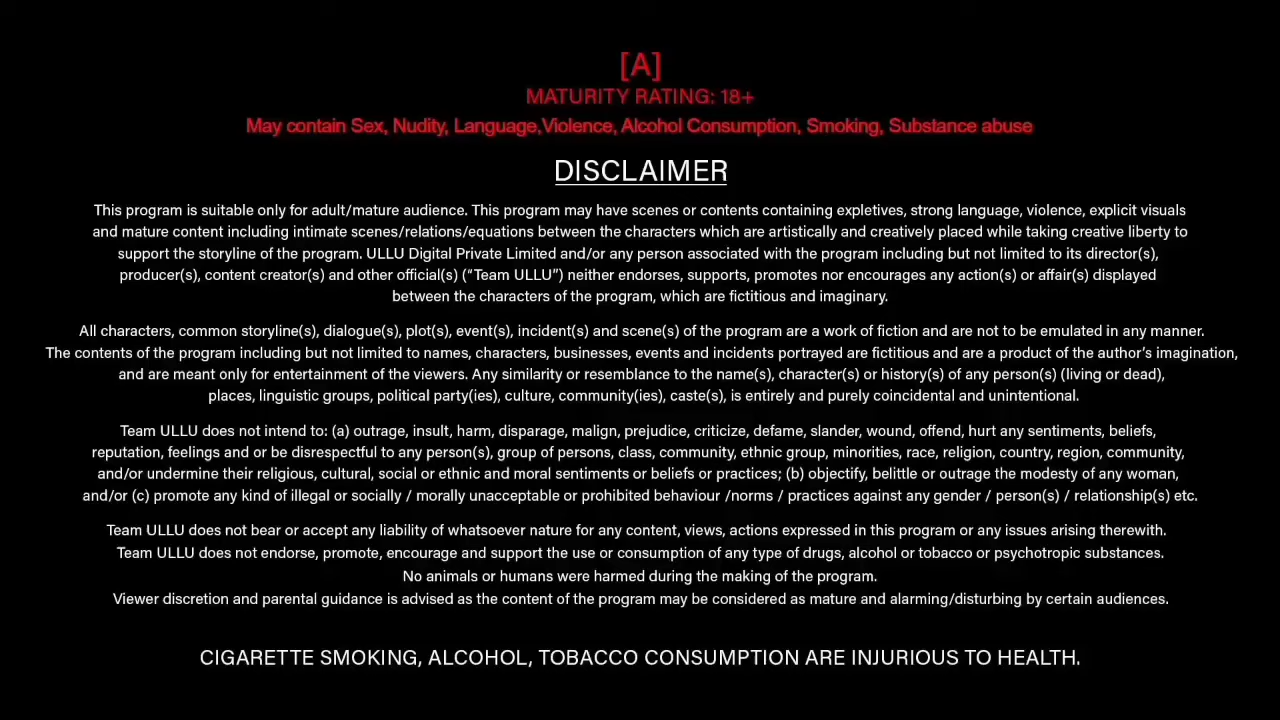 [A]
MATURITY RATING: 18+
May contain Sex, Nudity, Language,Violence, Alcohol Consumption, Smoking, Substance abuse
DISCLAIMER
This program is suitable only for adult/mature audience. This program may have scenes or contents containing expletives, strong language, violence, explicit visuals
and mature content including intimate scenes/relations/equations between the characters which are artistically and creatively placed while taking creative liberty to
support the storyline of the program. ULLU Digital Private Limited and/or any person associated with the program including but not limited to its director(s),
producer(s), content creator(s) and other official(s) (“Team ULLU”) neither endorses, supports, promotes nor encourages any action(s) or affair(s) displayed
between the characters of the program, which are fictitious and imaginary.
All characters, common storyline(s), dialogue(s), plot(s), event(s), incident(s) and scene(s) of the program are a work of fiction and are not to be emulated in any manner.
The contents of the program including but not limited to names, characters, businesses, events and incidents portrayed are fictitious and are a product of the author’s imagination,
and are meant only for entertainment of the viewers. Any similarity or resemblance to the name(s), character(s) or history(s) of any person(s) (living or dead),
places, linguistic groups, political party(ies), culture, community(ies), caste(s), is entirely and purely coincidental and unintentional.
Team ULLU does not intend to: (a) outrage, insult, harm, disparage, malign, prejudice, criticize, defame, slander, wound, offend, hurt any sentiments, beliefs,
reputation, feelings and or be disrespectful to any person(s), group of persons, class, community, ethnic group, minorities, race, religion, country, region, community,
and/or undermine their religious, cultural, social or ethnic and moral sentiments or beliefs or practices; (b) objectify, belittle or outrage the modesty of any woman,
and/or (c) promote any kind of illegal or socially / morally unacceptable or prohibited behaviour /norms / practices against any gender / person(s) / relationship(s) etc.
Team ULLU does not bear or accept any liability of whatsoever nature for any content, views, actions expressed in this program or any issues arising therewith.
Team ULLU does not endorse, promote, encourage and support the use or consumption of any type of drugs, alcohol or tobacco or psychotropic substances.
No animals or humans were harmed during the making of the program.
Viewer discretion and parental guidance is advised as the content of the program may be considered as mature and alarming/disturbing by certain audiences.
CIGARETTE SMOKING, ALCOHOL, TOBACCO CONSUMPTION ARE INJURIOUS TO HEALTH.